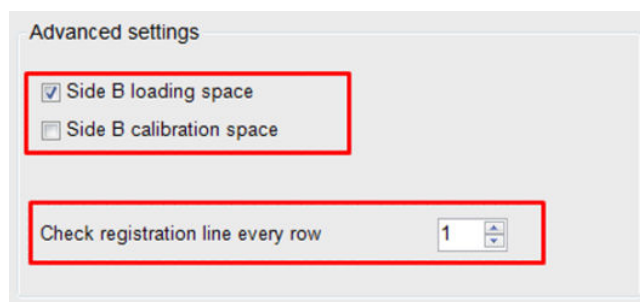 Advanced settings
Side B loading space
Side B calibration space
Check registration line every row 1